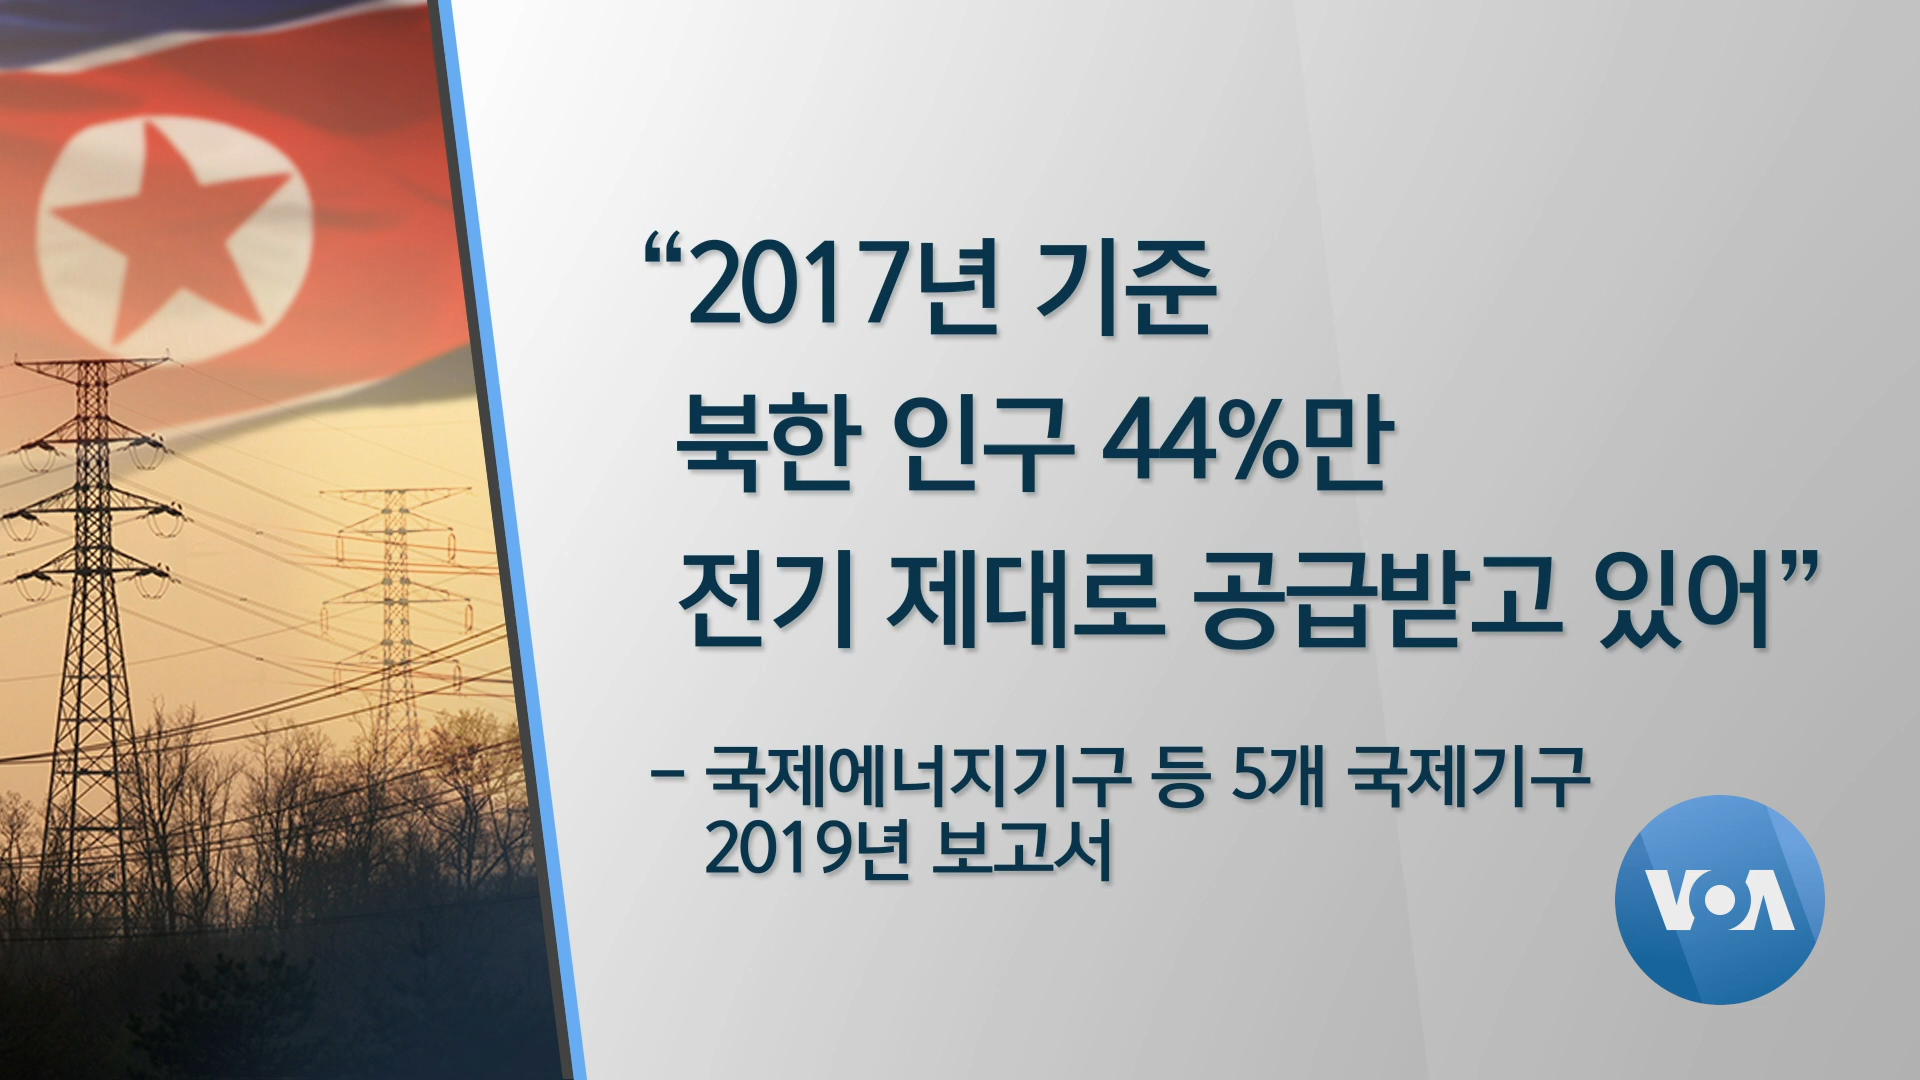 “2017년 기준
북한 인구 44%만
전기 제대로 공급받고 있어”
- 국제에너지기구 등 5개 국제기구
2019년 보고서
VOA